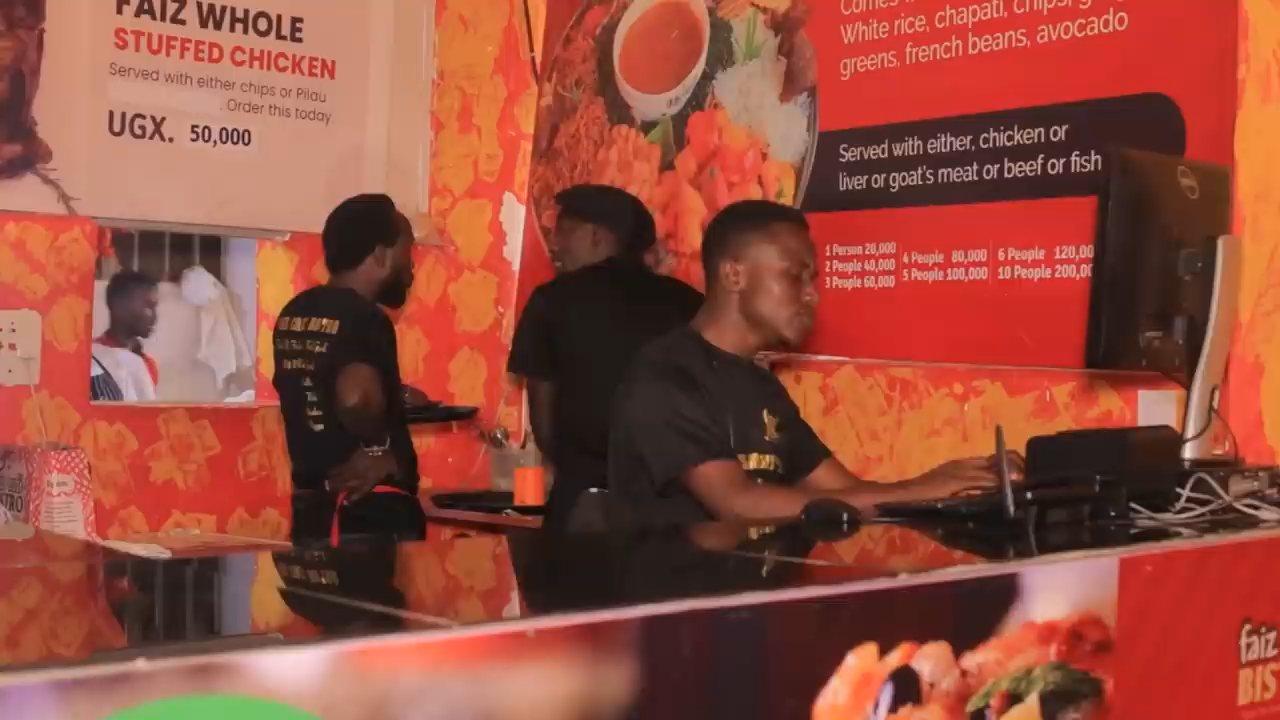 FAIZ WHOLE
STUFFED CHICKEN
Served with either chips or Pilau
. Order this today
UGX. 50,000
White rice, chapati, chips,
greens, french beans, avocado
Served with either, chicken or
liver or goat's meat or beef or fish
1 Person 20,000
2 People 40,000
3 People 60,000
4 People 80,000
5 People 100,000
6 People 120,00
10 People 200,00
faiz
BIS